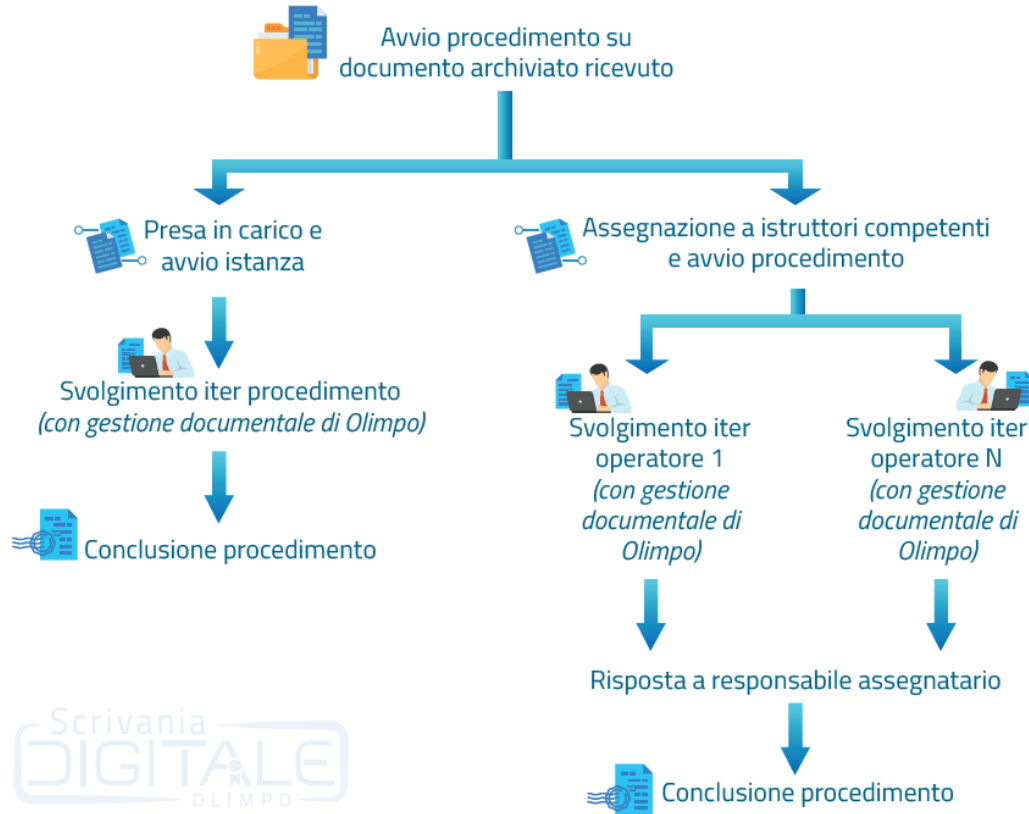 Avvio procedimento su
documento archiviato ricevuto
Presa in carico e
avvio istanza
Svolgimento iter procedimento
(con gestione documentale di Olimpo)
Conclusione procedimento
Assegnazione a istruttori competenti
e avvio procedimento
Svolgimento iter
operatore 1
(con gestione
documentale di
Olimpo)
Svolgimento iter
operatore N
(con gestione
documentale di
Olimpo)
Risposta a responsabile assegnatario
Conclusione procedimento
Scrivania
DIGITALE
OLIMPO